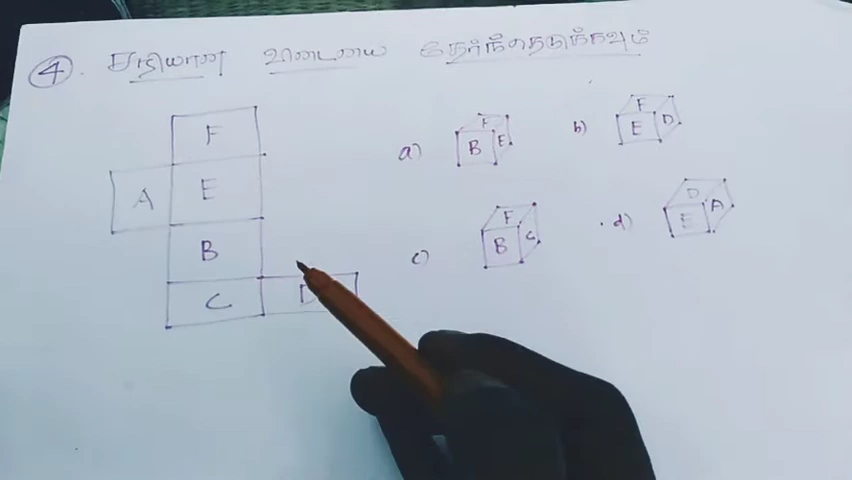 4. சரியான விடையை தேர்ந்தெடுக்கவும்
F
A E
B
C D
a) F B E
b) F E D
c) F B C
d) D E A